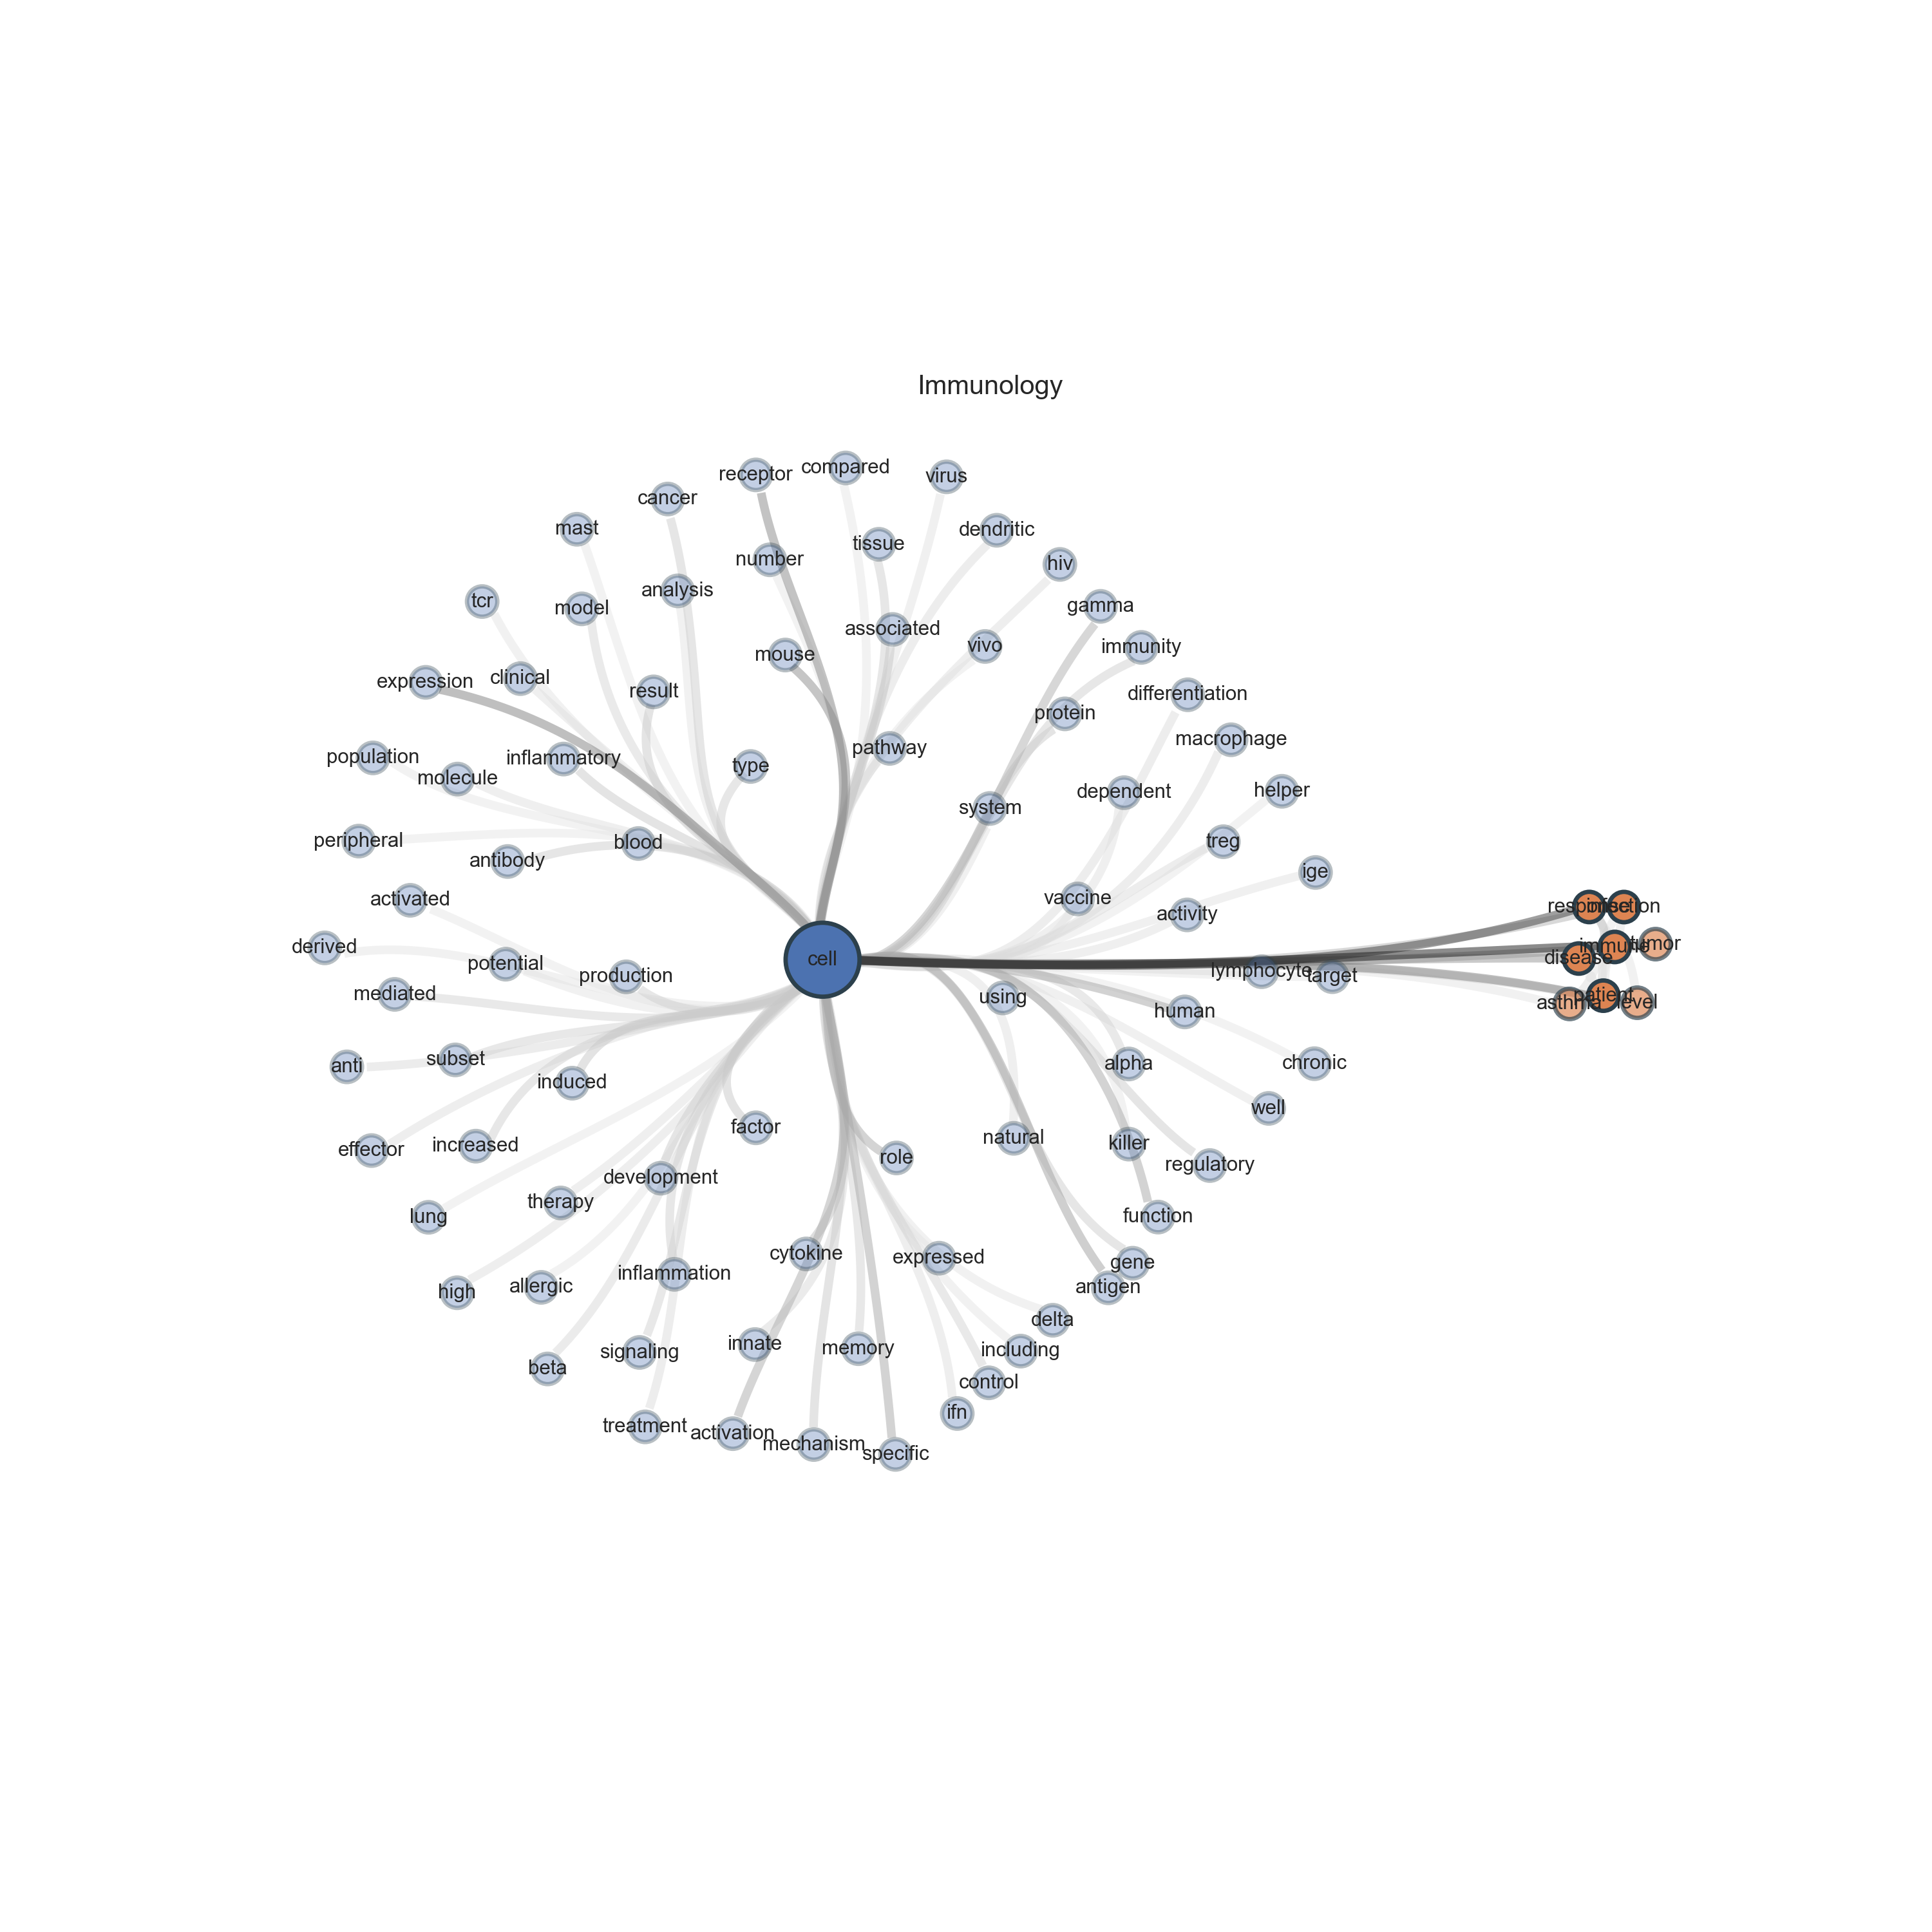 Immunology
receptor
compared
virus
cancer
mast
tissue
dendritic
number
hiv
analysis
model
tcr
gamma
associated
vivo
immunity
mouse
clinical
expression
result
differentiation
protein
macrophage
pathway
population
inflammatory
molecule
type
dependent
helper
system
peripheral
blood
antibody
treg
ige
activated
vaccine
activity
response
infection
derived
potential
production
cell
lymphocyte
target
immune
tumor
disease
mediated
using
human
patient
asthma
level
anti
subset
induced
alpha
chronic
well
effector
increased
factor
role
natural
killer
regulatory
lung
therapy
development
function
high
allergic
inflammation
cytokine
expressed
gene
antigen
delta
beta
signaling
innate
memory
including
control
treatment
activation
mechanism
specific
ifn